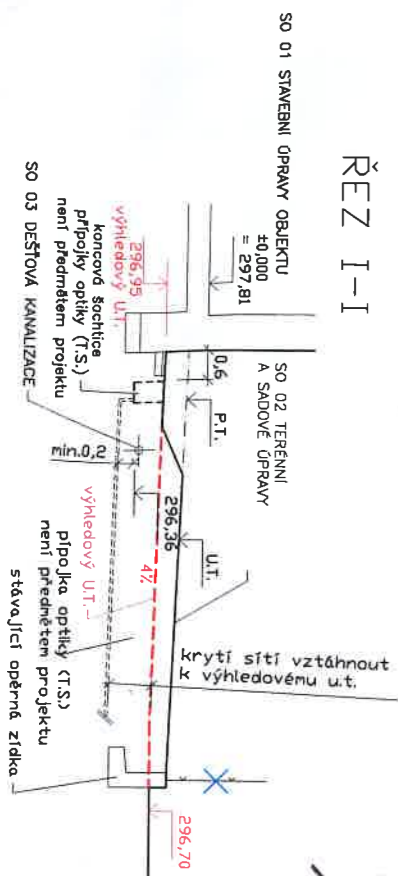 ŘEZ I-I
SO 01 STAVEBNÍ ÚPRAVY OBJEKTU
±0,000
= 297,81
296,95
výhledový U.T.
koncová šachtice
přípojky optiky (T.S.)
není předmětem projektu
SO 03 DEŠŤOVÁ KANALIZACE
SO 02 TERÉNNÍ
A SADOVÉ ÚPRAVY
0,6
P.T.
min.0,2
296,36
U.T.
4%
výhledový U.T.
pípojka optiky (T.S.)
není předmětem projektu
krytí sítí vztáhnout
k výhledovému u.t.
stávající opěrná zídka
296,70